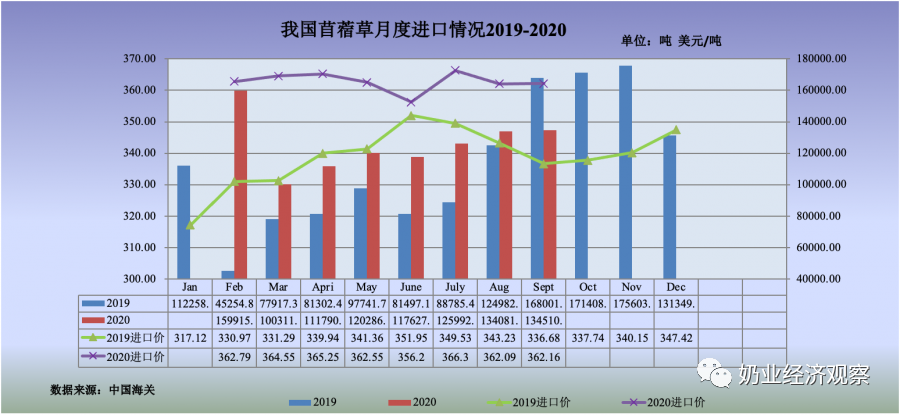 我国苜蓿草月度进口情况2019-2020
单位：吨 美元/吨
370.00 180000.00
360.00 160000.00
350.00 140000.00
340.00 120000.00
330.00 100000.00
320.00 80000.00
310.00 60000.00
300.00 40000.00
Jan Feb Mar Apri May June July Aug Sept Oct Nov Dec
2019 112258. 45254.8 77917.3 81302.4 97741.7 81497.1 88785.4 124982. 168001. 171408. 175603. 131349.
2020 159915. 100311. 111790. 120286. 117627. 125992. 134081. 134510.
2019进口价 317.12 330.97 331.29 339.94 341.36 351.95 349.53 343.23 336.68 337.74 340.15 347.42
2020进口价 362.79 364.55 365.25 362.55 356.2 366.3 362.09 362.16
奶业经济观察
数据来源：中国海关
2019 2020 2019进口价 2020进口价